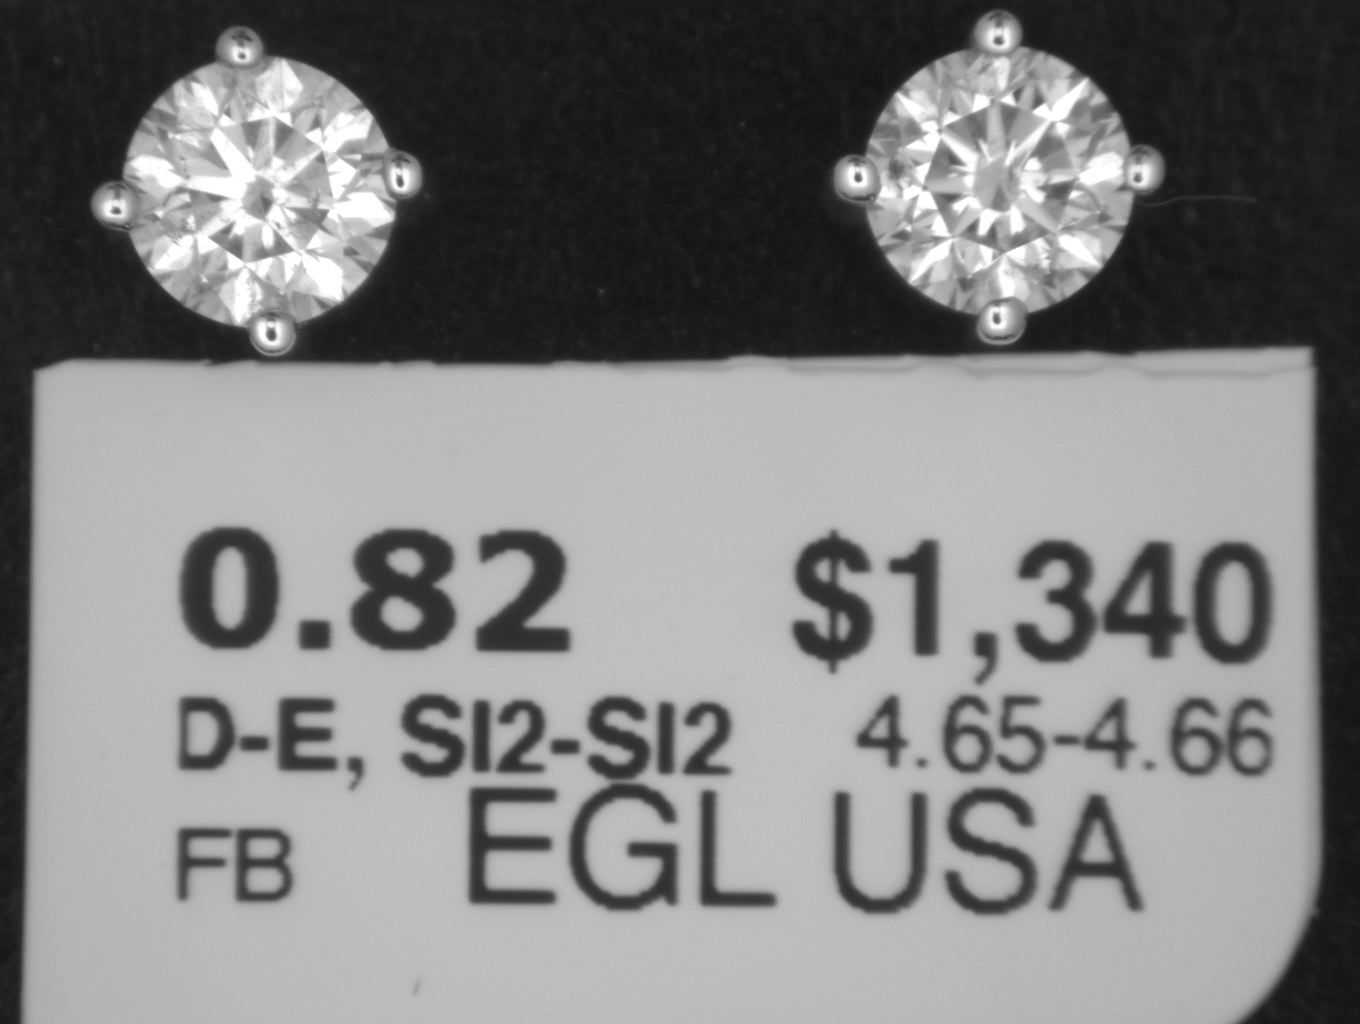 0.82 $1,340
D-E, SI2-SI2 4.65-4.66
FB EGL USA